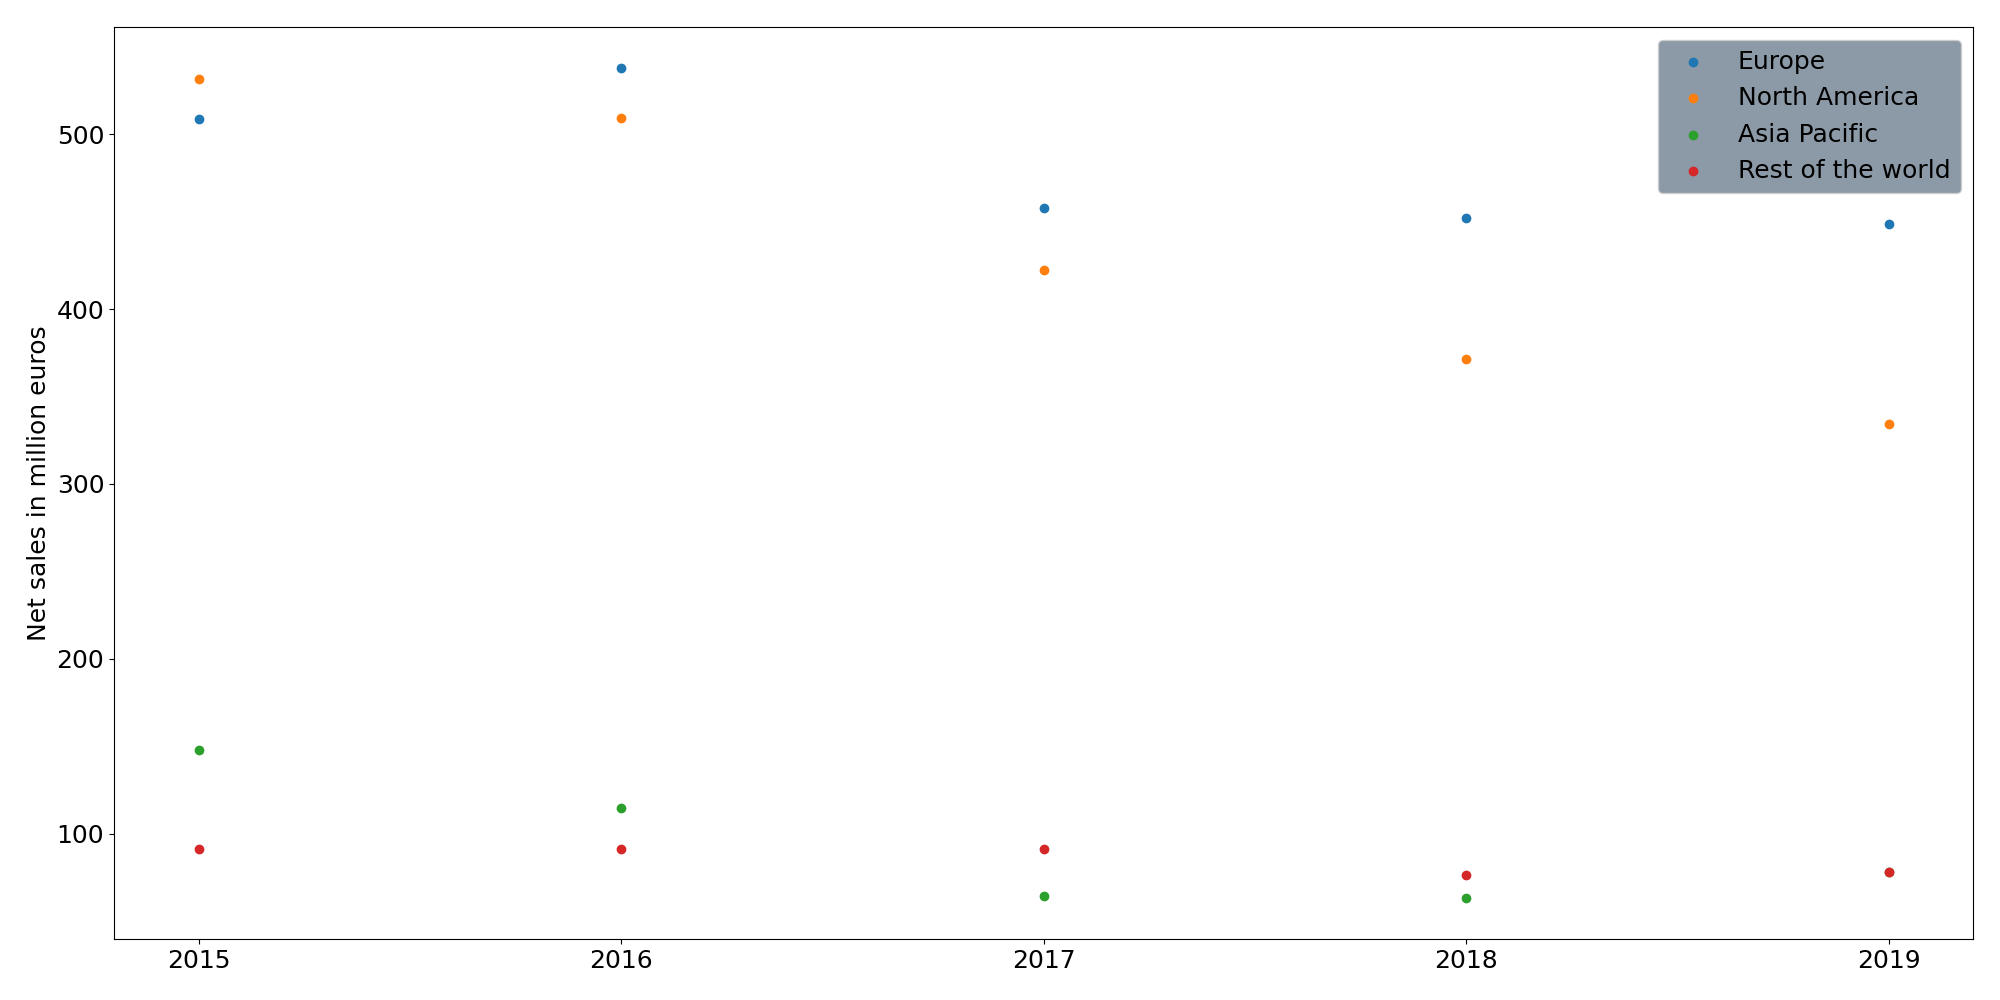 Europe
North America
Asia Pacific
Rest of the world
Net sales in million euros
500
400
300
200
100
2015
2016
2017
2018
2019